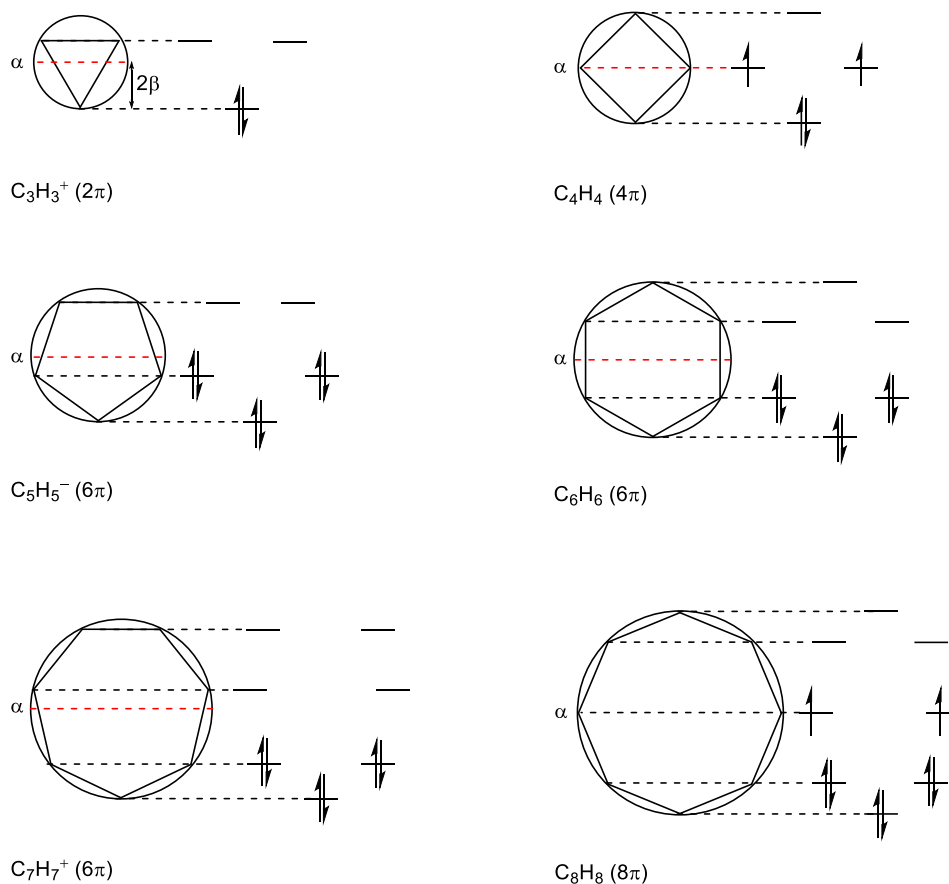 α
2β
C₃H₃⁺ (2π)
α
C₄H₄ (4π)
α
C₅H₅⁻ (6π)
α
C₆H₆ (6π)
α
C₇H₇⁺ (6π)
α
C₈H₈ (8π)